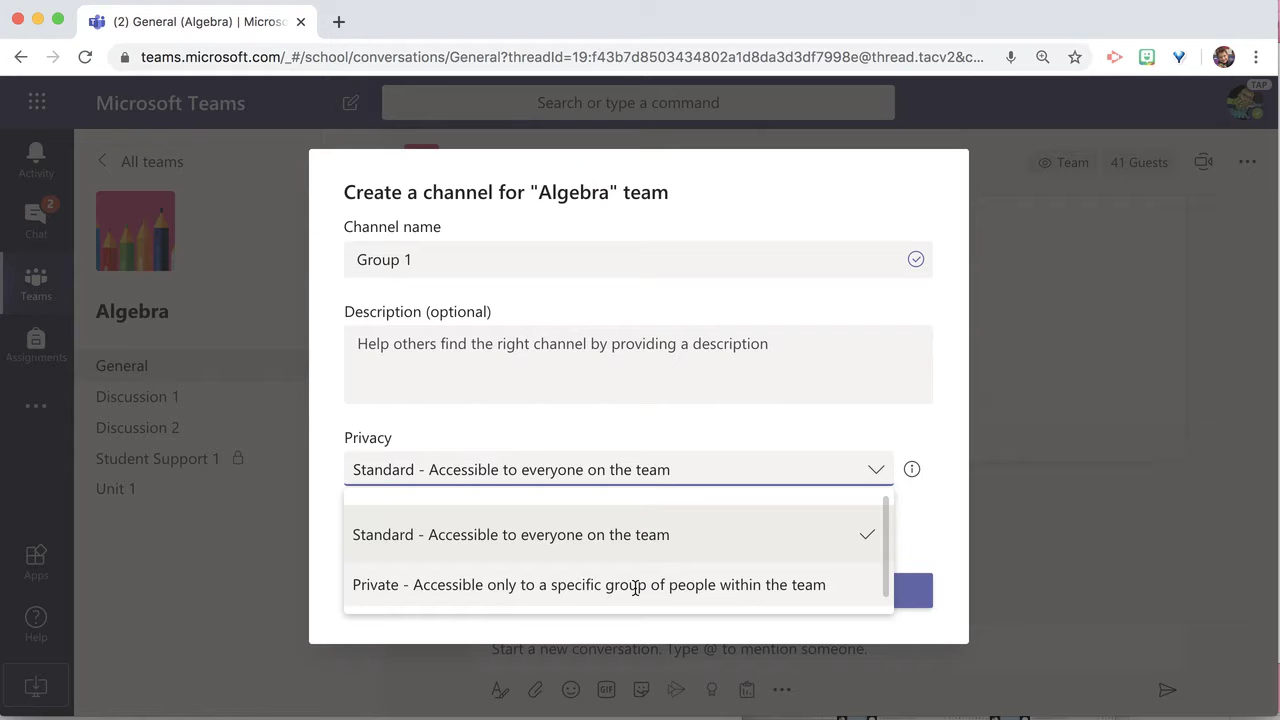 (2) General (Algebra) | Microso
teams.microsoft.com/_#/school/conversations/General?threadId=19:f43b7d8503434802a1d8da3d3df7998e@thread.tacv2&c...
Microsoft Teams
Search or type a command
TAP
Activity
2
Chat
Teams
Assignments
Apps
Help
All teams
Algebra
General
Discussion 1
Discussion 2
Student Support 1
Unit 1
Team
41 Guests
Create a channel for "Algebra" team
Channel name
Group 1
Description (optional)
Help others find the right channel by providing a description
Privacy
Standard - Accessible to everyone on the team
Standard - Accessible to everyone on the team
Private - Accessible only to a specific group of people within the team
Start a new conversation. Type @ to mention someone.
GIF